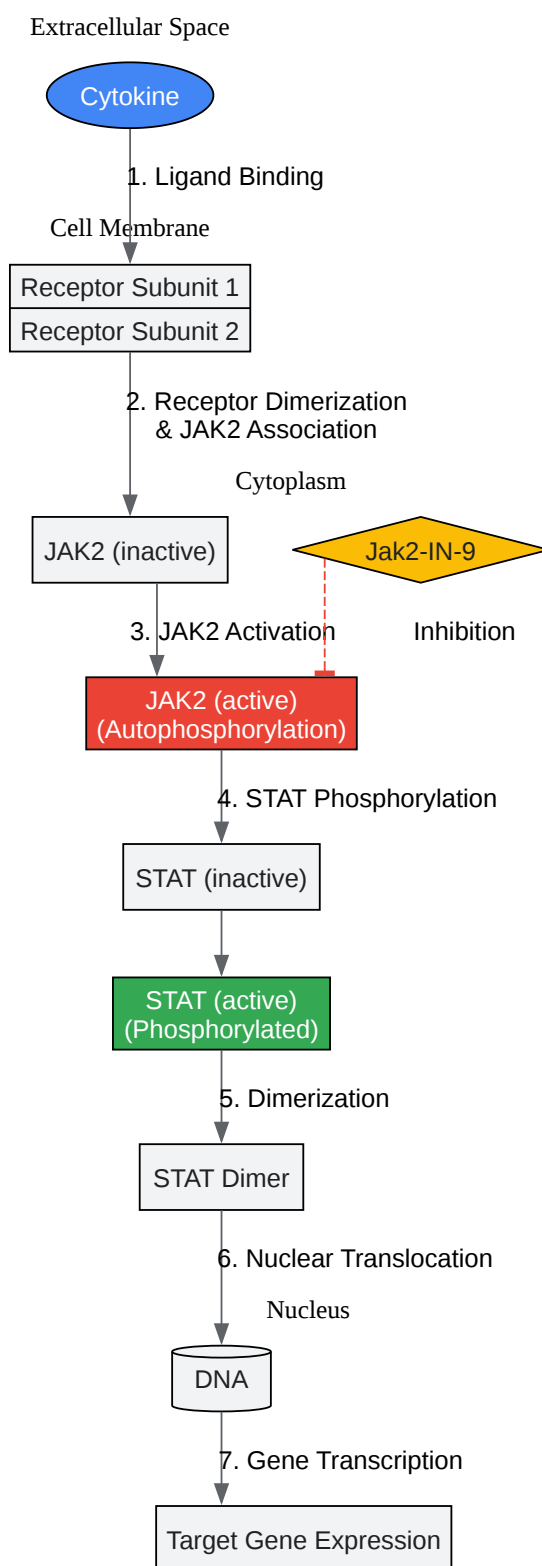 Extracellular Space
Cytokine
1. Ligand Binding
Cell Membrane
Receptor Subunit 1
Receptor Subunit 2
2. Receptor Dimerization
& JAK2 Association
Cytoplasm
JAK2 (inactive)
Jak2-IN-9
3. JAK2 Activation
Inhibition
JAK2 (active)
(Autophosphorylation)
4. STAT Phosphorylation
STAT (inactive)
STAT (active)
(Phosphorylated)
5. Dimerization
STAT Dimer
6. Nuclear Translocation
Nucleus
DNA
7. Gene Transcription
Target Gene Expression